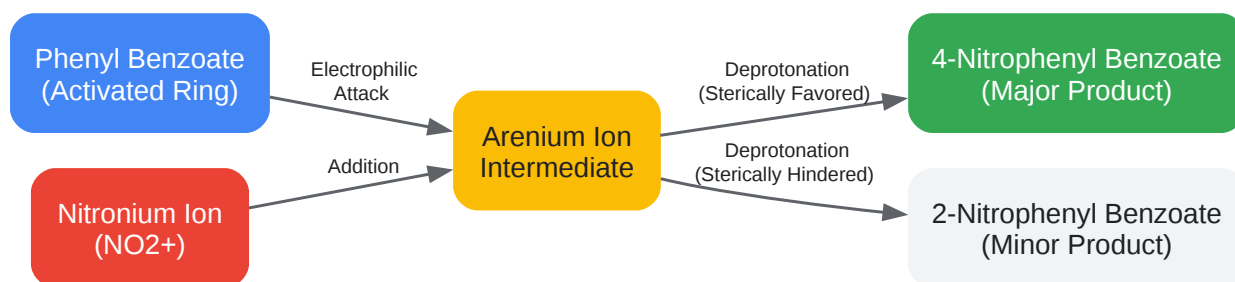 Phenyl Benzoate
(Activated Ring)
Electrophilic
Attack
Nitronium Ion
(NO2+)
Addition
Arenium Ion
Intermediate
Deprotonation
(Sterically Favored)
4-Nitrophenyl Benzoate
(Major Product)
Deprotonation
(Sterically Hindered)
2-Nitrophenyl Benzoate
(Minor Product)